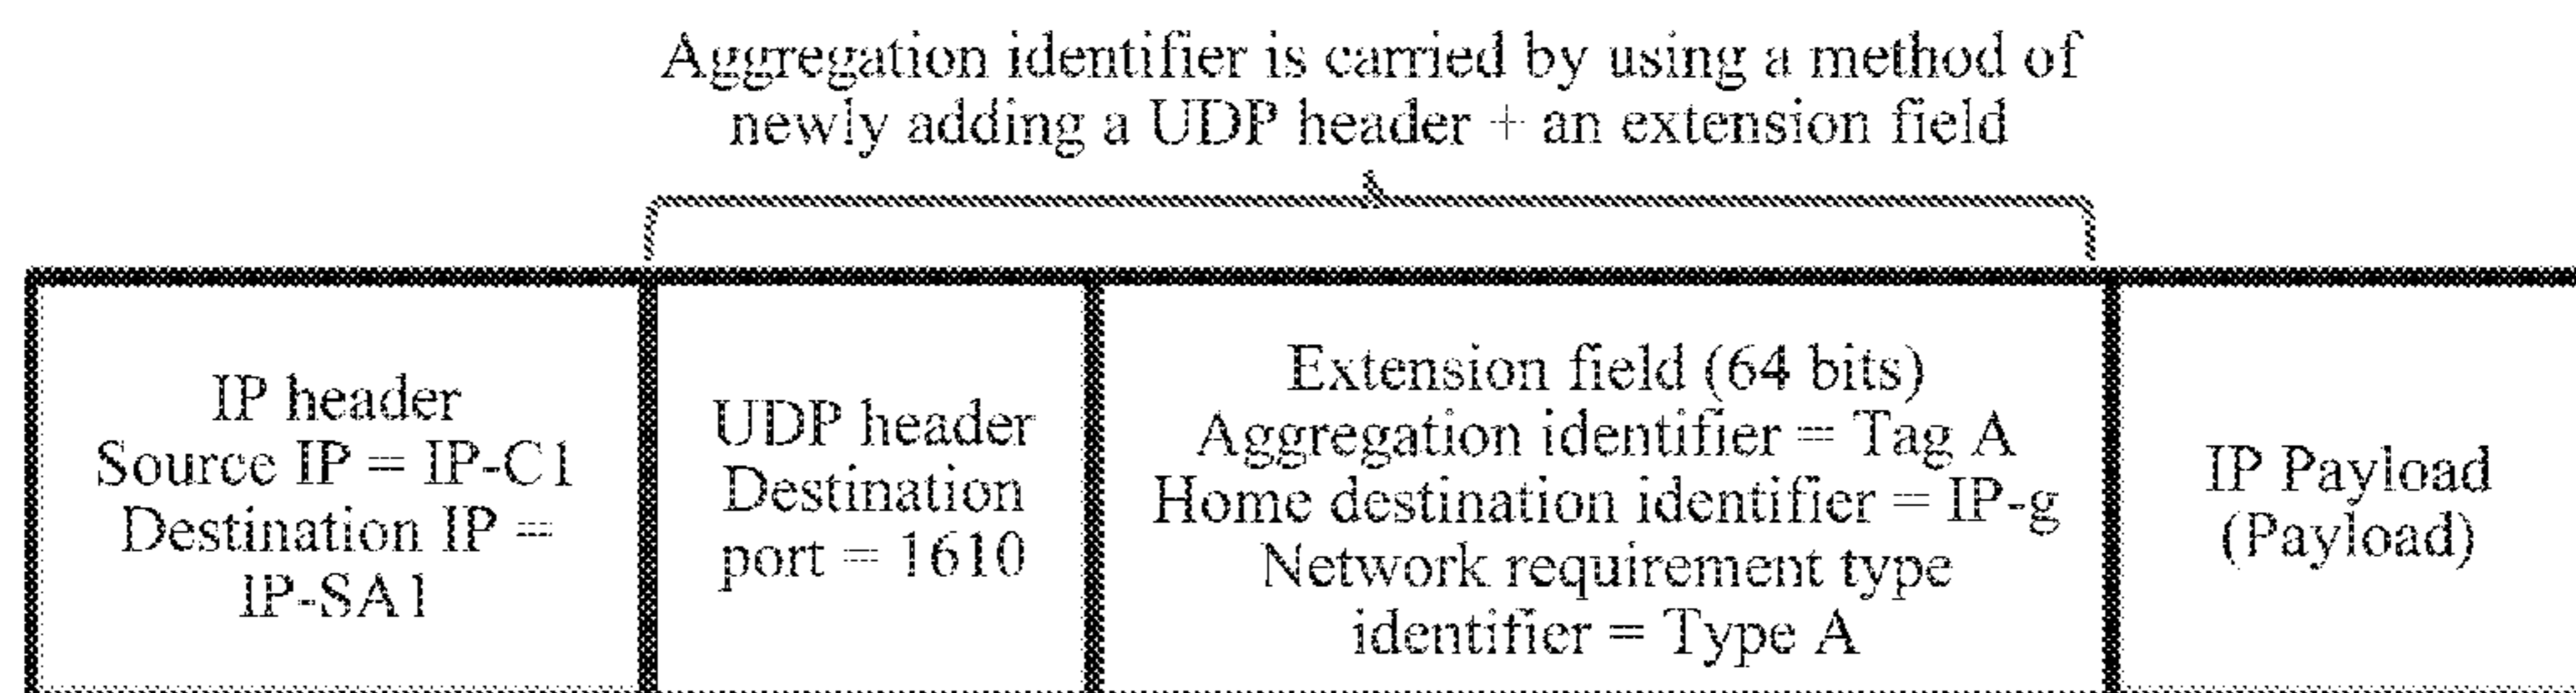 Aggregation identifier is carried by using a method of
newly adding a UDP header + an extension field
IP header
Source IP = IP-C1
Destination IP =
IP-SA1
UDP header
Destination
port = 1610
Extension field (64 bits)
Aggregation identifier = Tag A
Home destination identifier = IP-g
Network requirement type
identifier = Type A
IP Payload
(Payload)